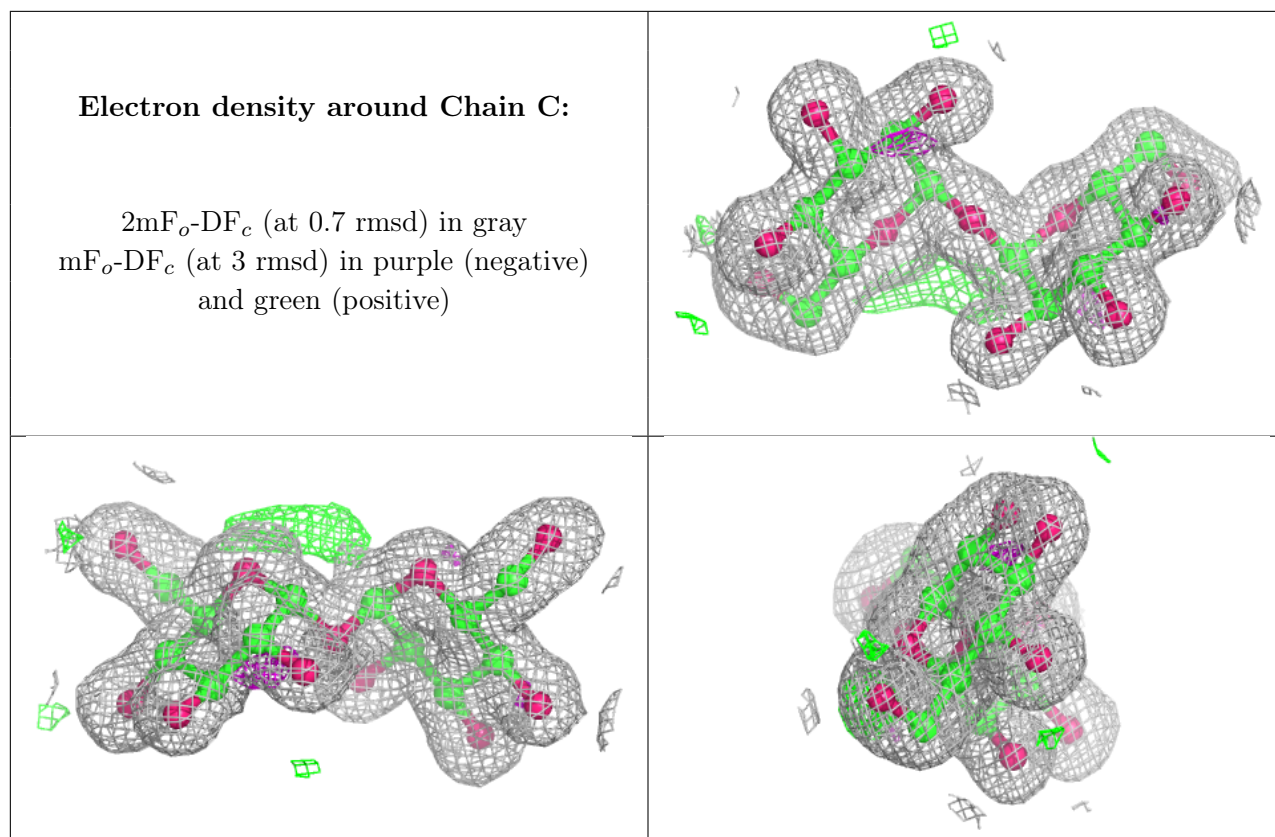 Electron density around Chain C:
2mFₒ-DF𝒸 (at 0.7 rmsd) in gray
mFₒ-DF𝒸 (at 3 rmsd) in purple (negative)
and green (positive)